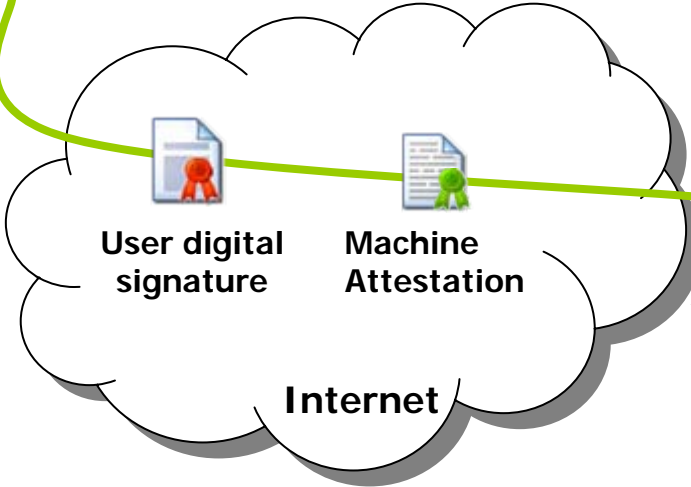 User digital
signature
Machine
Attestation
Internet